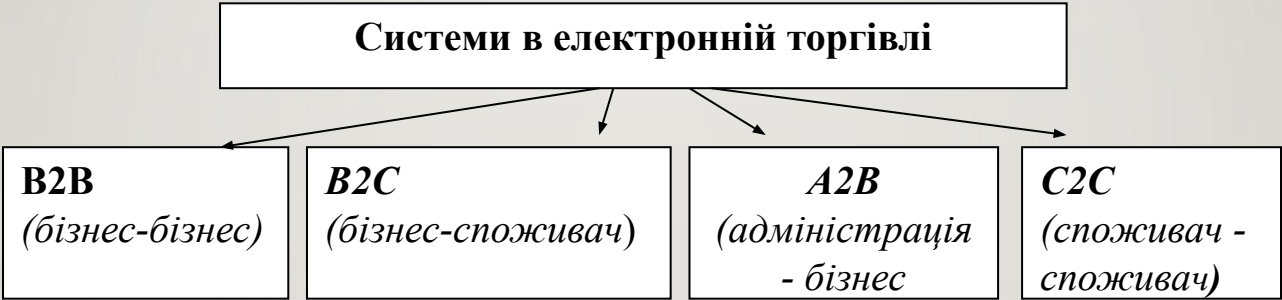 Системи в електронній торгівлі
B2B
(бізнес-бізнес)
B2C
(бізнес-споживач)
A2B
(адміністрація
- бізнес
C2C
(споживач -
споживач)